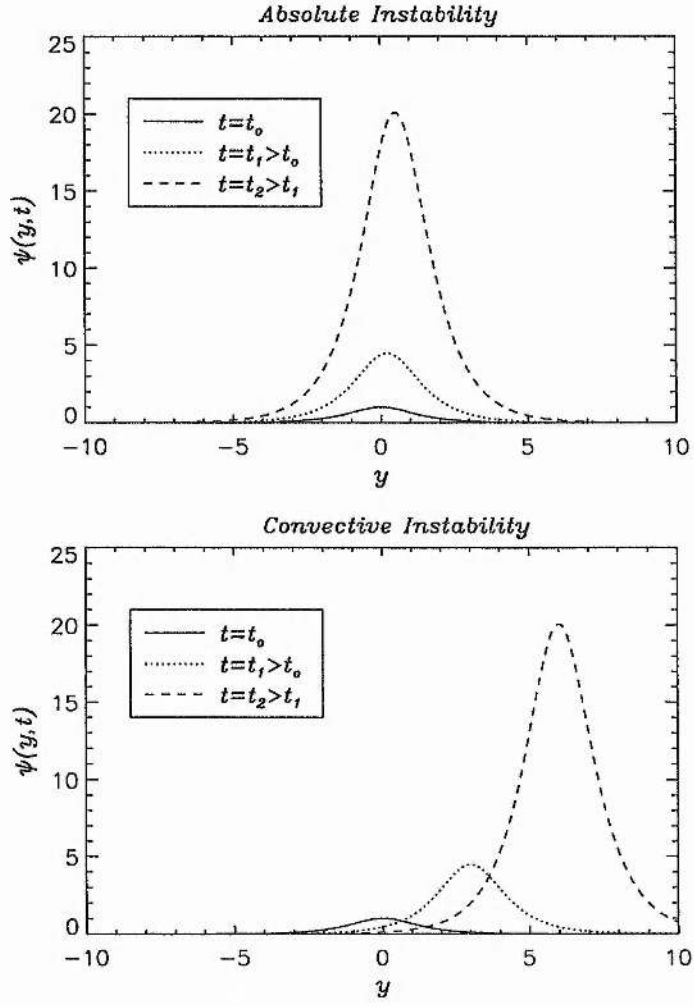 Absolute Instability
25
20
15
10
5
0
ψ(y,t)
t=t₀
t=t₁>t₀
t=t₂>t₁
-10 -5 0 5 10
y
Convective Instability
25
20
15
10
5
0
ψ(y,t)
t=t₀
t=t₁>t₀
t=t₂>t₁
-10 -5 0 5 10
y